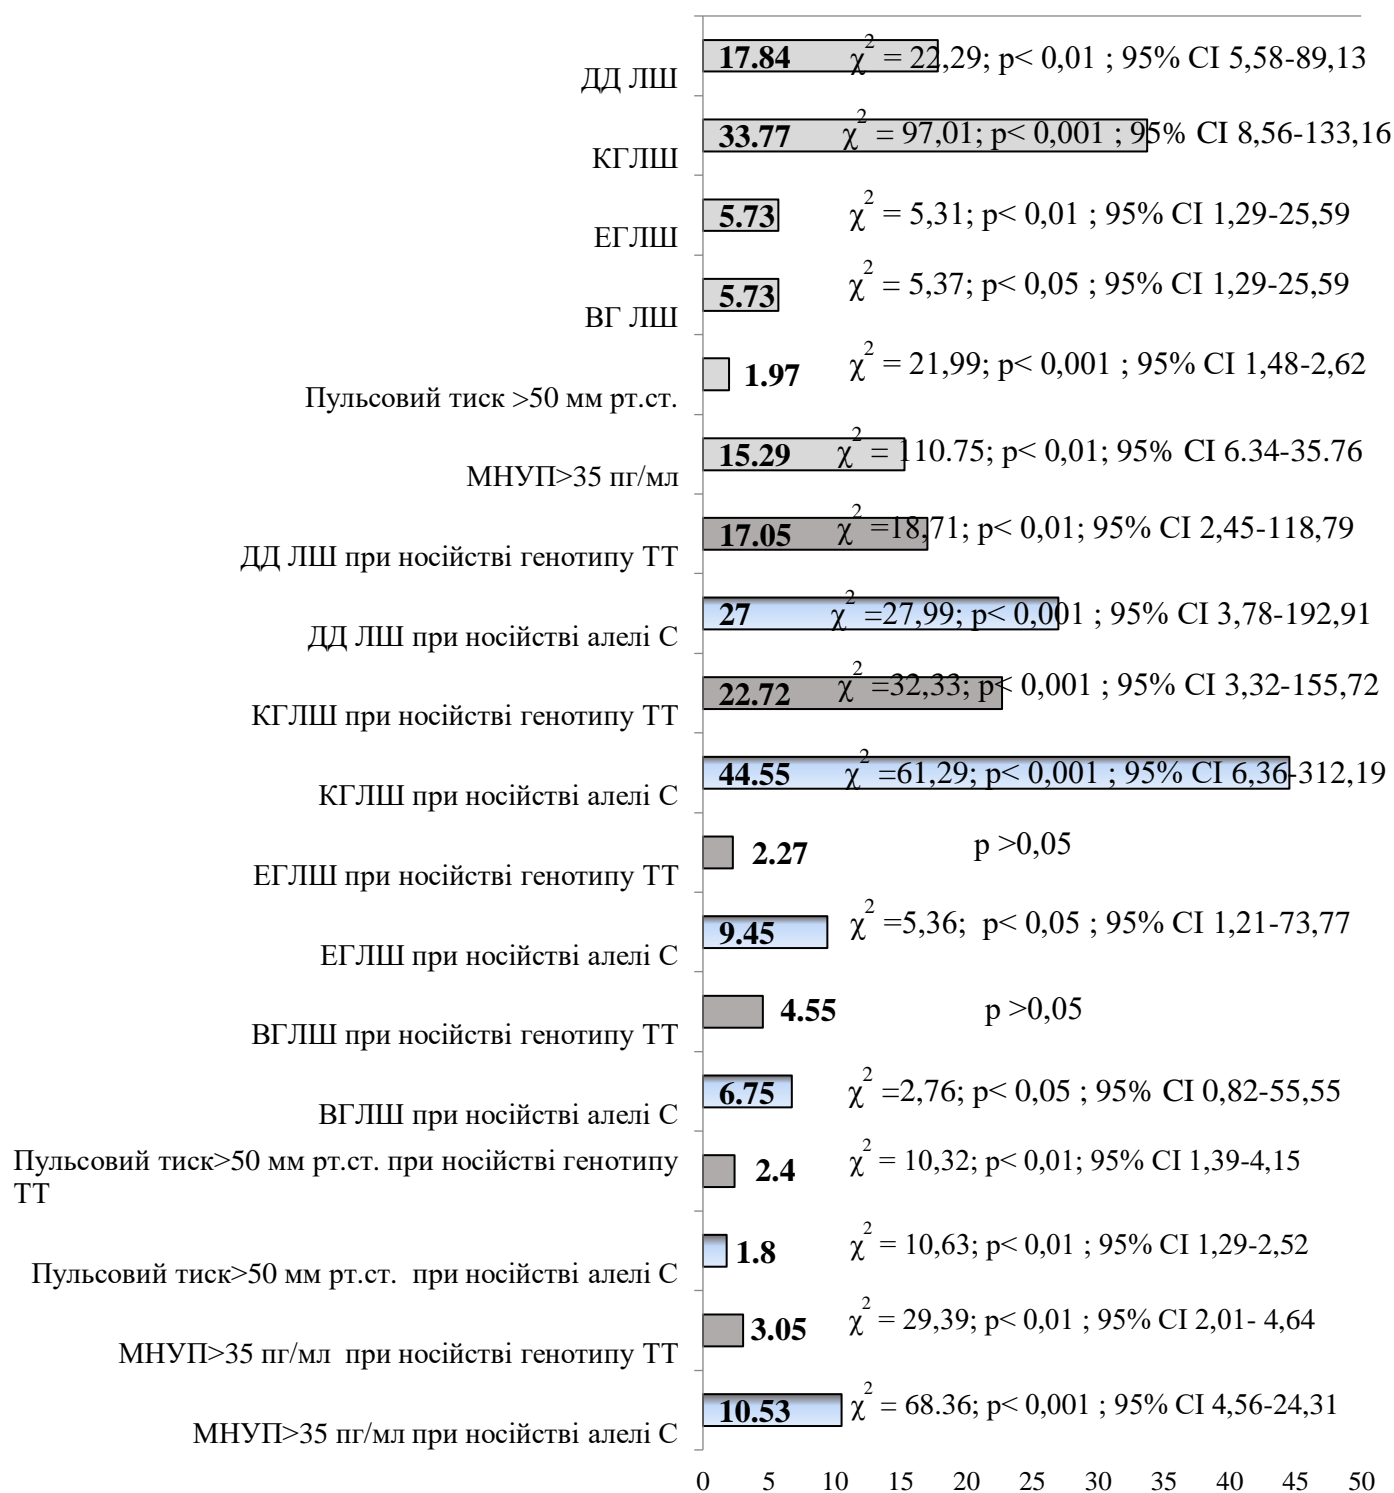 ДД ЛШ 17.84 χ2 = 22,29; p< 0,01 ; 95% CI 5,58-89,13
КГЛШ 33.77 χ2 = 97,01; p< 0,001 ; 95% CI 8,56-133,16
ЕГЛШ 5.73 χ2 = 5,31; p< 0,01 ; 95% CI 1,29-25,59
ВГ ЛШ 5.73 χ2 = 5,37; p< 0,05 ; 95% CI 1,29-25,59
Пульсовий тиск >50 мм рт.ст. 1.97 χ2 = 21,99; p< 0,001 ; 95% CI 1,48-2,62
МНУП>35 пг/мл 15.29 χ2 = 110.75; p< 0,01; 95% CI 6.34-35.76
ДД ЛШ при носійстві генотипу ТТ 17.05 χ2 =18,71; p< 0,01; 95% CI 2,45-118,79
ДД ЛШ при носійстві алелі С 27 χ2 =27,99; p< 0,001 ; 95% CI 3,78-192,91
КГЛШ при носійстві генотипу ТТ 22.72 χ2 =32,33; p< 0,001 ; 95% CI 3,32-155,72
КГЛШ при носійстві алелі С 44.55 χ2 =61,29; p< 0,001 ; 95% CI 6,36-312,19
ЕГЛШ при носійстві генотипу ТТ 2.27 p >0,05
ЕГЛШ при носійстві алелі С 9.45 χ2 =5,36; p< 0,05 ; 95% CI 1,21-73,77
ВГЛШ при носійстві генотипу ТТ 4.55 p >0,05
ВГЛШ при носійстві алелі С 6.75 χ2 =2,76; p< 0,05 ; 95% CI 0,82-55,55
Пульсовий тиск>50 мм рт.ст. при носійстві генотипу
ТТ 2.4 χ2 = 10,32; p< 0,01; 95% CI 1,39-4,15
Пульсовий тиск>50 мм рт.ст. при носійстві алелі С 1.8 χ2 = 10,63; p< 0,01 ; 95% CI 1,29-2,52
МНУП>35 пг/мл при носійстві генотипу ТТ 3.05 χ2 = 29,39; p< 0,01 ; 95% CI 2,01- 4,64
МНУП>35 пг/мл при носійстві алелі С 10.53 χ2 = 68.36; p< 0,001 ; 95% CI 4,56-24,31
0 5 10 15 20 25 30 35 40 45 50